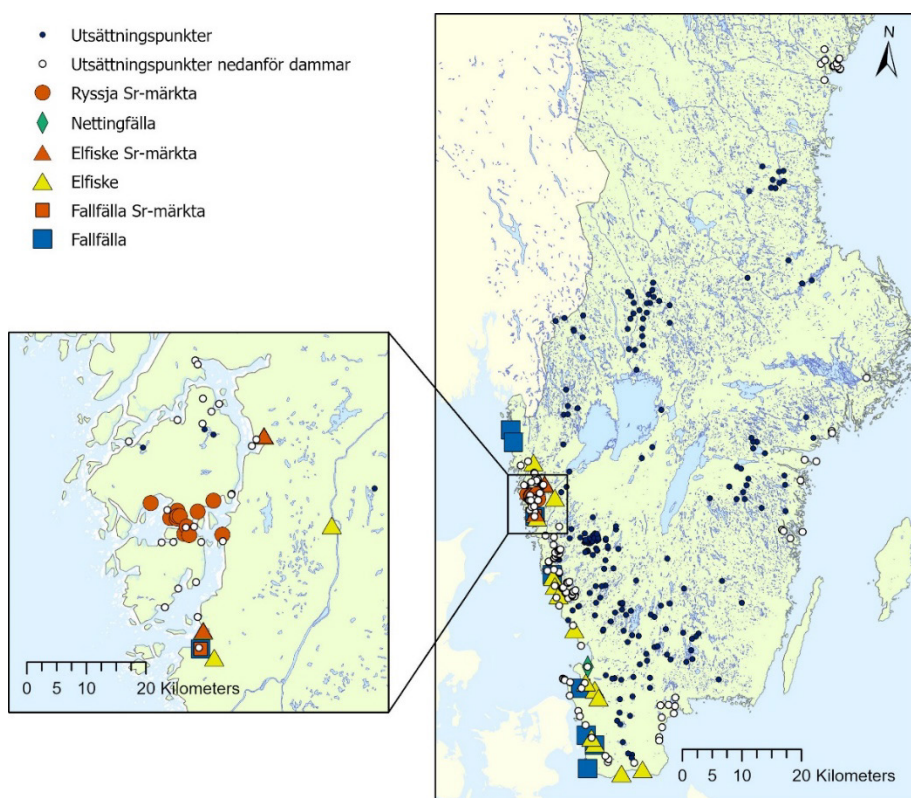 Utsättningspunkter
Utsättningspunkter nedanför dammar
Ryssja Sr-märkta
Nettingfälla
Elfiske Sr-märkta
Elfiske
Fallfälla Sr-märkta
Fallfälla
N
0 5 10 20 Kilometers
0 5 10 20 Kilometers